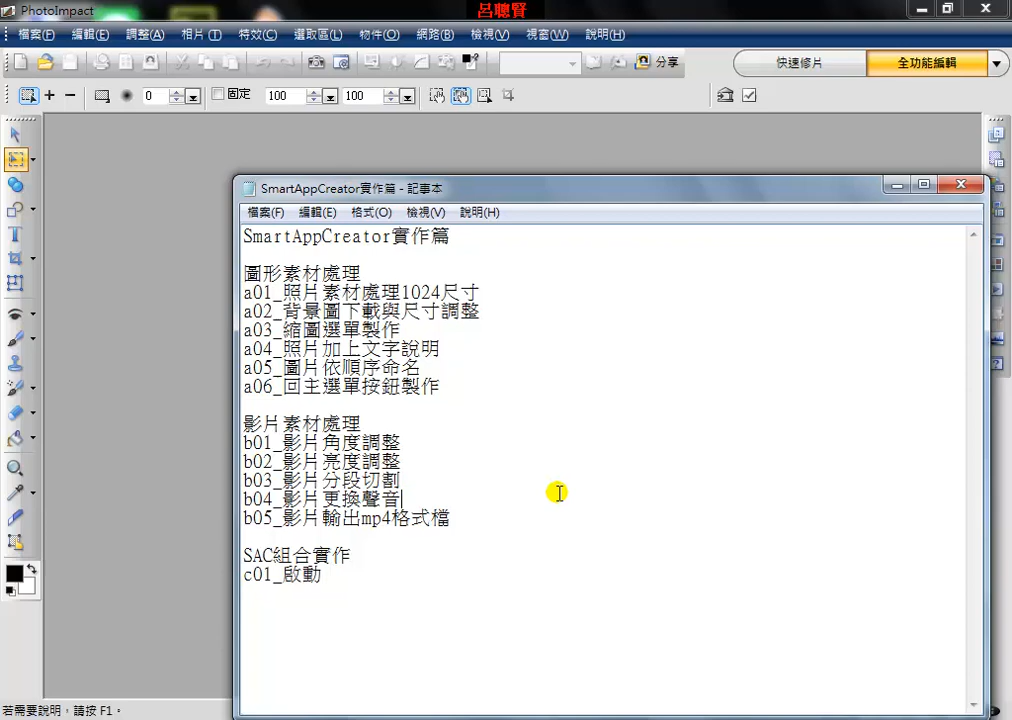 PhotoImpact
呂聰賢
檔案(F) 編輯(E) 調整(A) 相片(T) 特效(C) 選取區(L) 物件(O) 網路(B) 檢視(V) 視窗(W) 說明(H)
分享 快速修片 全功能編輯
0 固定 100 100
SmartAppCreator實作篇 - 記事本
檔案(F) 編輯(E) 格式(O) 檢視(V) 說明(H)
SmartAppCreator實作篇
圖形素材處理
a01_照片素材處理1024尺寸
a02_背景圖下載與尺寸調整
a03_縮圖選單製作
a04_照片加上文字說明
a05_圖片依順序命名
a06_回主選單按鈕製作
影片素材處理
b01_影片角度調整
b02_影片亮度調整
b03_影片分段切割
b04_影片更換聲音
b05_影片輸出mp4格式檔
SAC組合實作
c01_啟動
若需要說明，請按 F1。